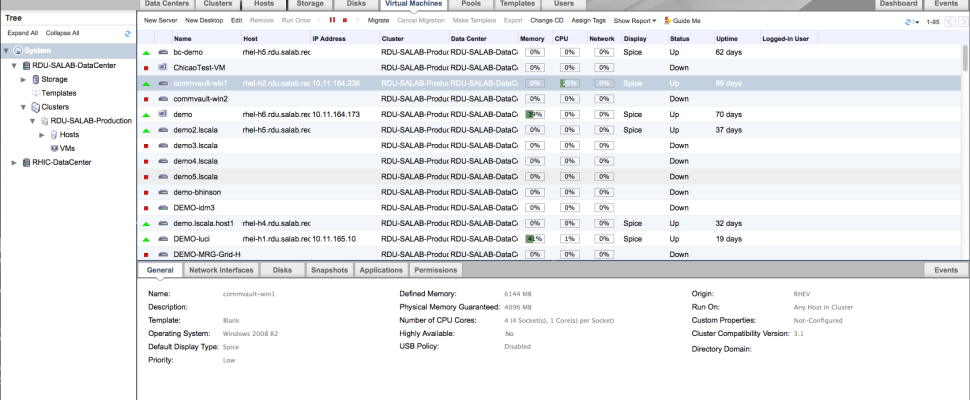 Data Centers Clusters Hosts Storage Disks Virtual Machines Pools Templates Users Dashboard Events
Tree
New Server New Desktop Edit Remove Run Once Migrate Cancel Migration Make Template Export Change CD Assign Tags Show Report Guide Me 1-95
Expand All Collapse All
Name Host IP Address Cluster Data Center Memory CPU Network Display Status Uptime Logged-in User
System
RDU-SALAB-DataCenter
Storage
Templates
Clusters
RDU-SALAB-Production
Hosts
VMs
RHIC-DataCenter
bc-demo rhel-h5.rdu.salab.rec RDU-SALAB-Produc RDU-SALAB-DataC 0% 0% 0% Spice Up 62 days
ChicaoTest-VM RDU-SALAB-Produc RDU-SALAB-DataC 0% 0% 0% Down
commvault-win1 rhel-h2.rdu.salab.rec 10.11.164.236 RDU-SALAB-Produc RDU-SALAB-DataC 0% 0% Spice Up 89 days
commvault-win2 RDU-SALAB-Produc RDU-SALAB-DataC 0% 0% 0% Down
demo rhel-h6.rdu.salab.rec 10.11.164.173 RDU-SALAB-Produc RDU-SALAB-DataC 39% 0% 0% Spice Up 70 days
demo2.lscala rhel-h5.rdu.salab.rec RDU-SALAB-Produc RDU-SALAB-DataC 0% 0% 0% Spice Up 37 days
demo3.lscala RDU-SALAB-Produc RDU-SALAB-DataC 0% 0% 0% Down
demo4.lscala RDU-SALAB-Produc RDU-SALAB-DataC 0% 0% 0% Down
demo5.lscala RDU-SALAB-Produc RDU-SALAB-DataC 0% 0% 0% Down
demo-bhinson RDU-SALAB-Produc RDU-SALAB-DataC 0% 0% 0% Down
DEMO-idm3 RDU-SALAB-Produc RDU-SALAB-DataC 0% 0% 0% Down
demo.lscala.host1 rhel-h4.rdu.salab.rec RDU-SALAB-Produc RDU-SALAB-DataC 0% 0% 0% Spice Up 32 days
DEMO-luci rhel-h1.rdu.salab.rec 10.11.165.10 RDU-SALAB-Produc RDU-SALAB-DataC 41% 1% 0% Spice Up 19 days
DEMO-MRG-Grid-H RDU-SALAB-Produc RDU-SALAB-DataC 0% 0% 0% Down
General Network Interfaces Disks Snapshots Applications Permissions Events
Name: commvault-win1 Defined Memory: 6144 MB Origin: RHEV
Description: Physical Memory Guaranteed: 4096 MB Run On: Any Host in Cluster
Template: Blank Number of CPU Cores: 4 (4 Socket(s), 1 Core(s) per Socket) Custom Properties: Not-Configured
Operating System: Windows 2008 R2 Highly Available: No Cluster Compatibility Version: 3.1
Default Display Type: Spice USB Policy: Disabled Directory Domain:
Priority: Low